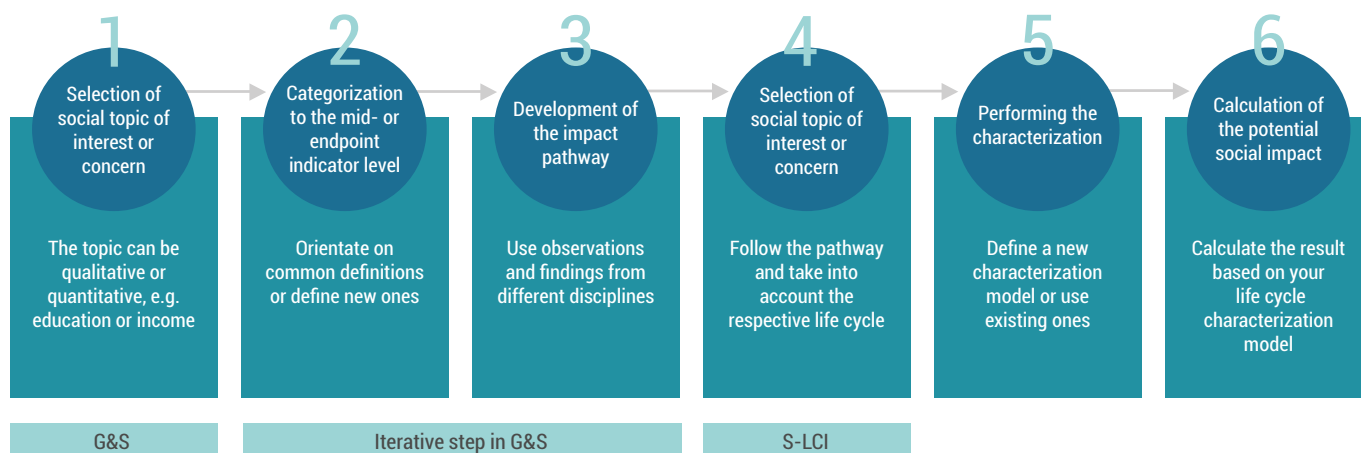 1
Selection of
social topic of
interest or
concern
The topic can be
qualitative or
quantitative, e.g.
education or income
2
Categorization
to the mid- or
endpoint
indicator level
Orientate on
common definitions
or define new ones
3
Development of
the impact
pathway
Use observations
and findings from
different disciplines
4
Selection of
social topic of
interest or
concern
Follow the pathway
and take into
account the
respective life cycle
5
Performing the
characterization
Define a new
characterization
model or use
existing ones
6
Calculation of
the potential
social impact
Calculate the result
based on your
life cycle
characterization
model
G&S
Iterative step in G&S
S-LCI